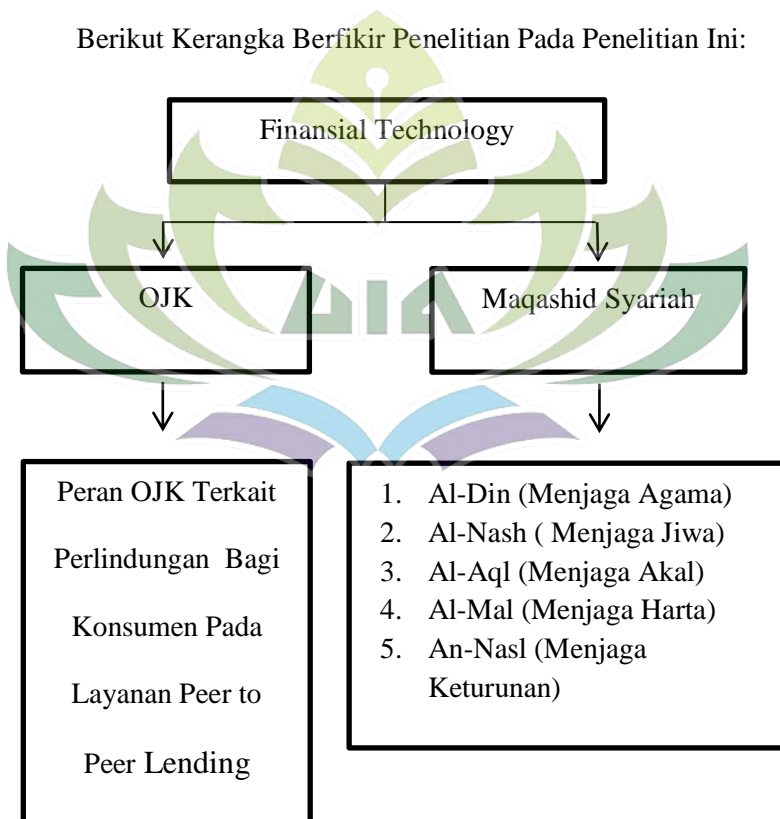 Berikut Kerangka Berfikir Penelitian Pada Penelitian Ini:
Finansial Technology
OJK
Maqashid Syariah
Peran OJK Terkait
Perlindungan Bagi
Konsumen Pada
Layanan Peer to
Peer Lending
1. Al-Din (Menjaga Agama)
2. Al-Nash ( Menjaga Jiwa)
3. Al-Aql (Menjaga Akal)
4. Al-Mal (Menjaga Harta)
5. An-Nasl (Menjaga
Keturunan)